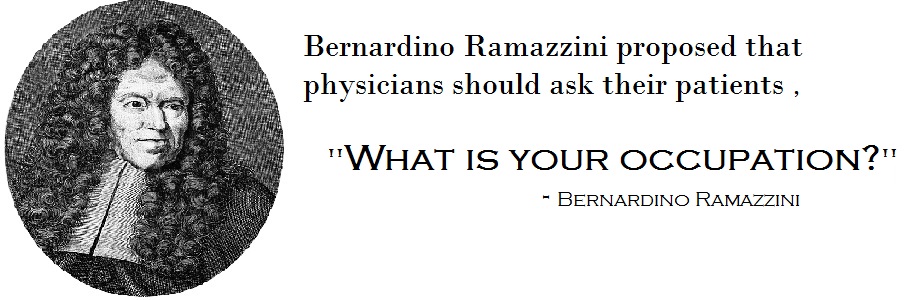 Bernardino Ramazzini proposed that
physicians should ask their patients ,
"What is your occupation?"
- Bernardino Ramazzini